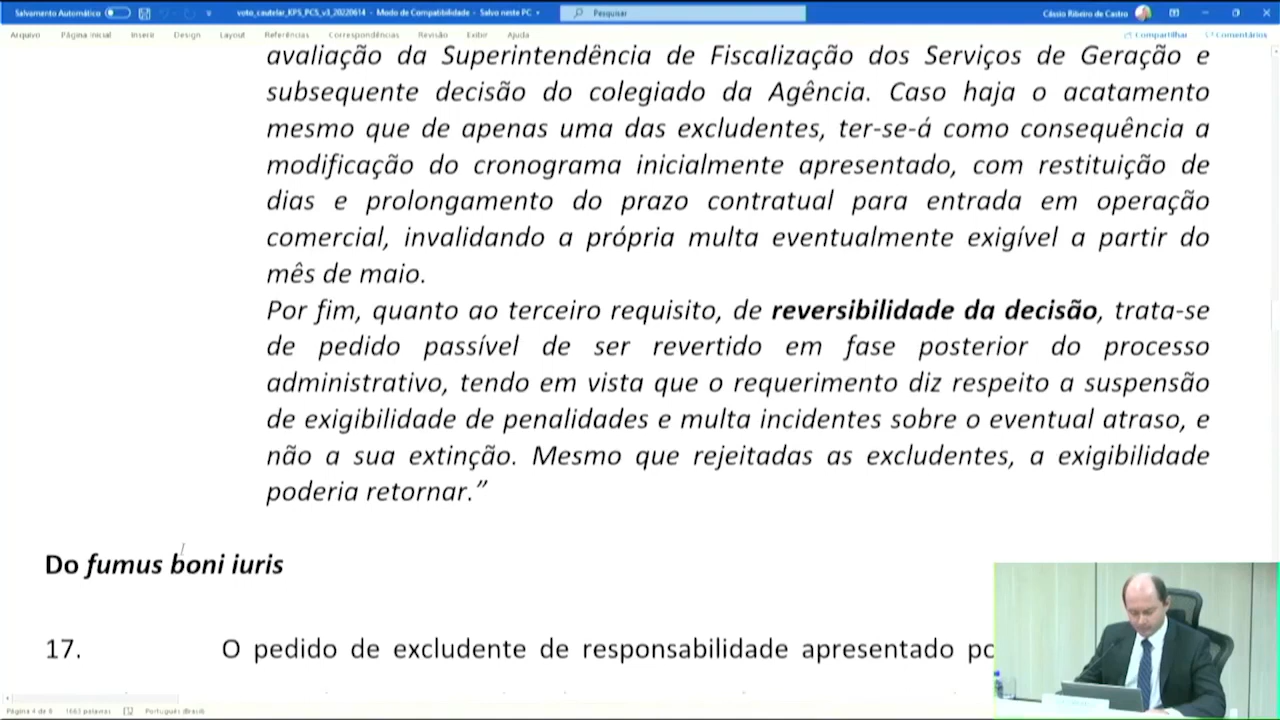 Salvamento Automático
voto_cautelar_KPS_PCS_v3_20220614 - Modo de Compatibilidade - Salvo neste PC
Pesquisar
Cássio Ribeiro de Castro
Arquivo Página Inicial Inserir Design Layout Referências Correspondências Revisão Exibir Ajuda Compartilhar Comentários
avaliação da Superintendência de Fiscalização dos Serviços de Geração e
subsequente decisão do colegiado da Agência. Caso haja o acatamento
mesmo que de apenas uma das excludentes, ter-se-á como consequência a
modificação do cronograma inicialmente apresentado, com restituição de
dias e prolongamento do prazo contratual para entrada em operação
comercial, invalidando a própria multa eventualmente exigível a partir do
mês de maio.
Por fim, quanto ao terceiro requisito, de reversibilidade da decisão, trata-se
de pedido passível de ser revertido em fase posterior do processo
administrativo, tendo em vista que o requerimento diz respeito a suspensão
de exigibilidade de penalidades e multa incidentes sobre o eventual atraso, e
não a sua extinção. Mesmo que rejeitadas as excludentes, a exigibilidade
poderia retornar.”
Do fumus boni iuris
17. O pedido de excludente de responsabilidade apresentado po
Página 4 de 8 1663 palavras Português (Brasil)